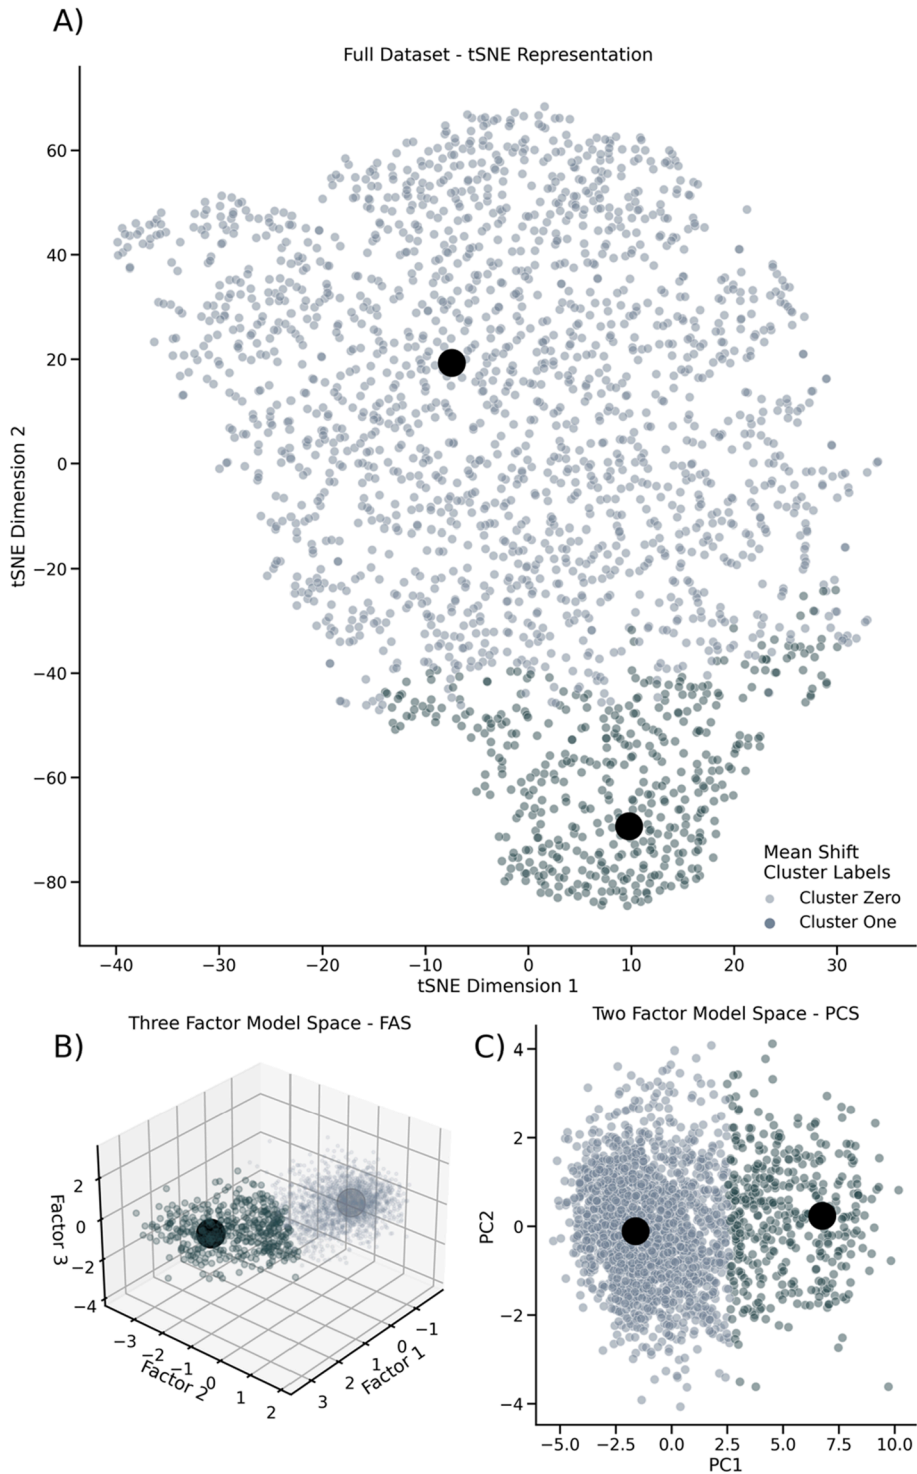 A)
Full Dataset - tSNE Representation
60
40
20
0
−20
−40
−60
−80
tSNE Dimension 2
−40 −30 −20 −10 0 10 20 30
tSNE Dimension 1
Mean Shift
Cluster Labels
Cluster Zero
Cluster One
B)
Three Factor Model Space - FAS
2
0
−2
−4
Factor 3
−3
−2
−1
0
1
2
Factor 2
3
2
1
0
−1
Factor 1
C)
Two Factor Model Space - PCS
4
2
0
−2
−4
PC2
−5.0 −2.5 0.0 2.5 5.0 7.5 10.0
PC1